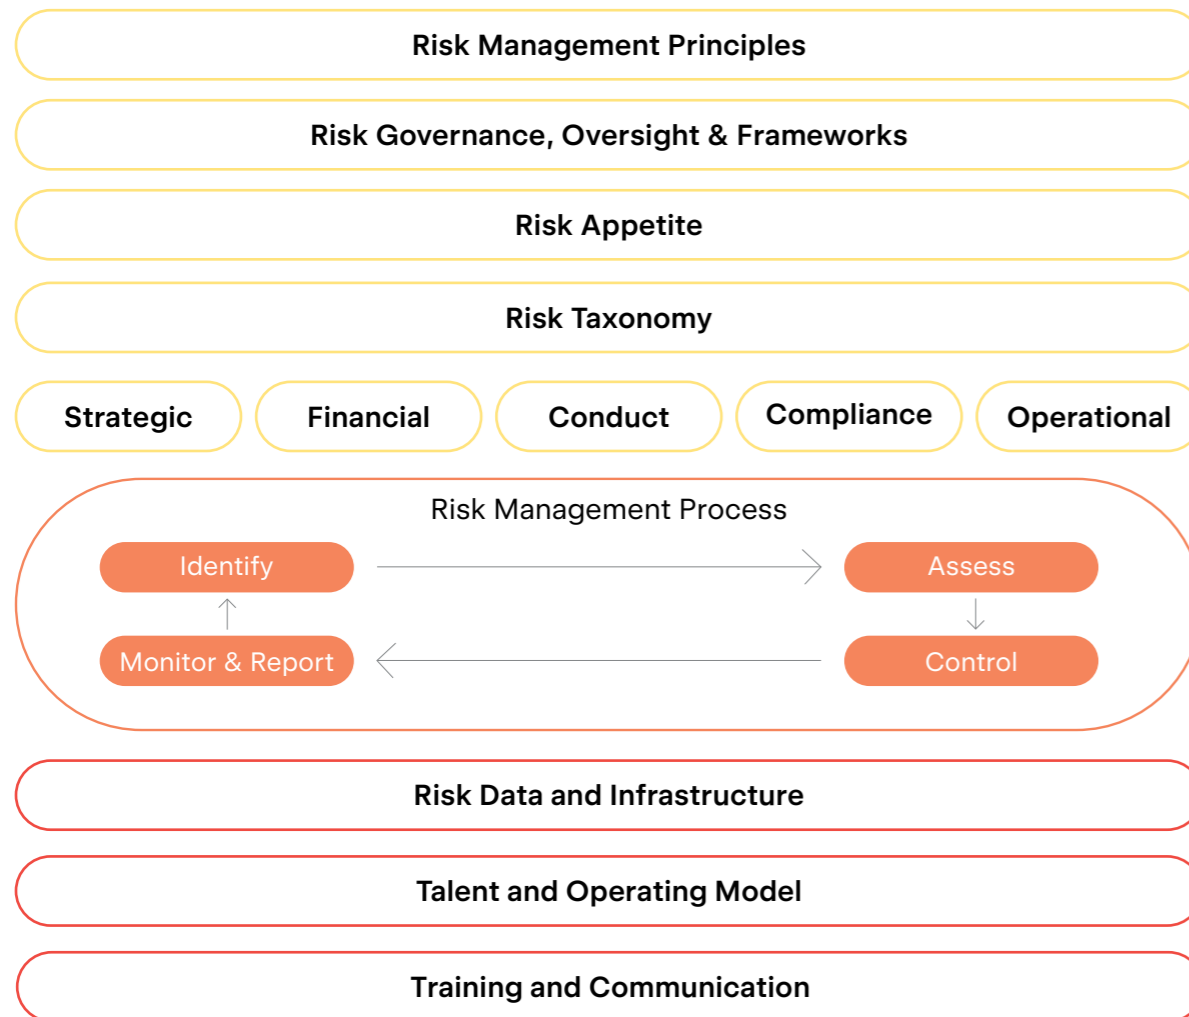 Risk Management Principles
Risk Governance, Oversight & Frameworks
Risk Appetite
Risk Taxonomy
Strategic
Financial
Conduct
Compliance
Operational
Risk Management Process
Identify
Assess
Monitor & Report
Control
Risk Data and Infrastructure
Talent and Operating Model
Training and Communication